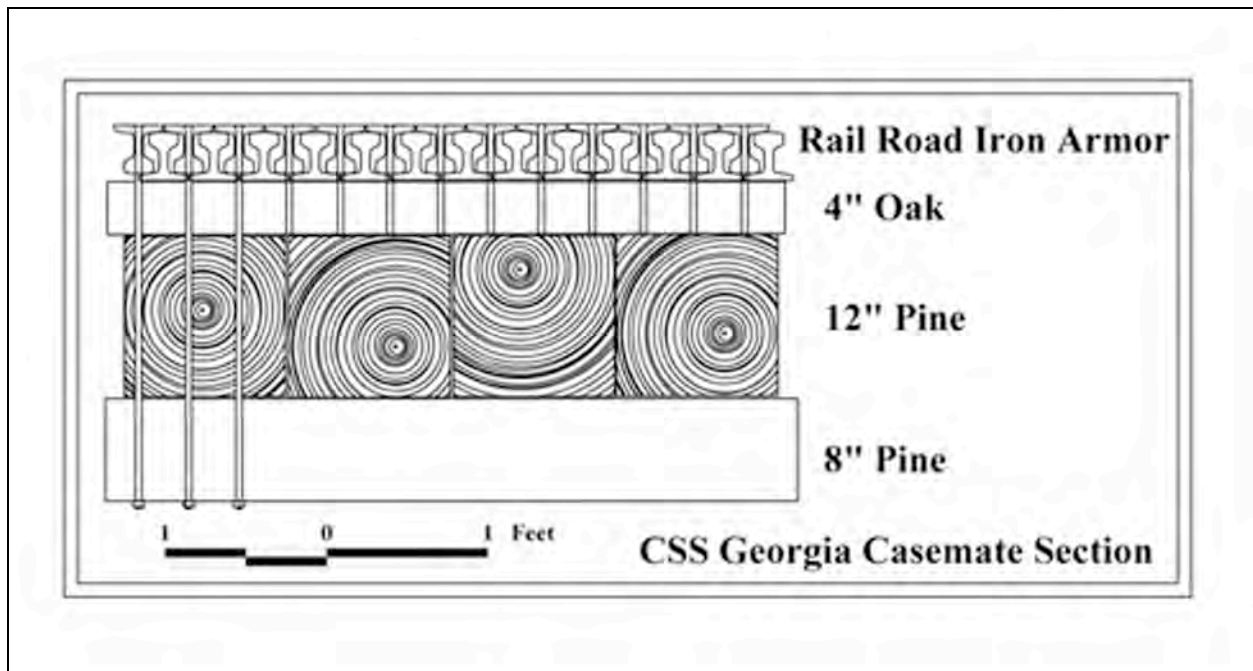 Rail Road Iron Armor
4" Oak
12" Pine
8" Pine
1 0 1 Feet
CSS Georgia Casemate Section